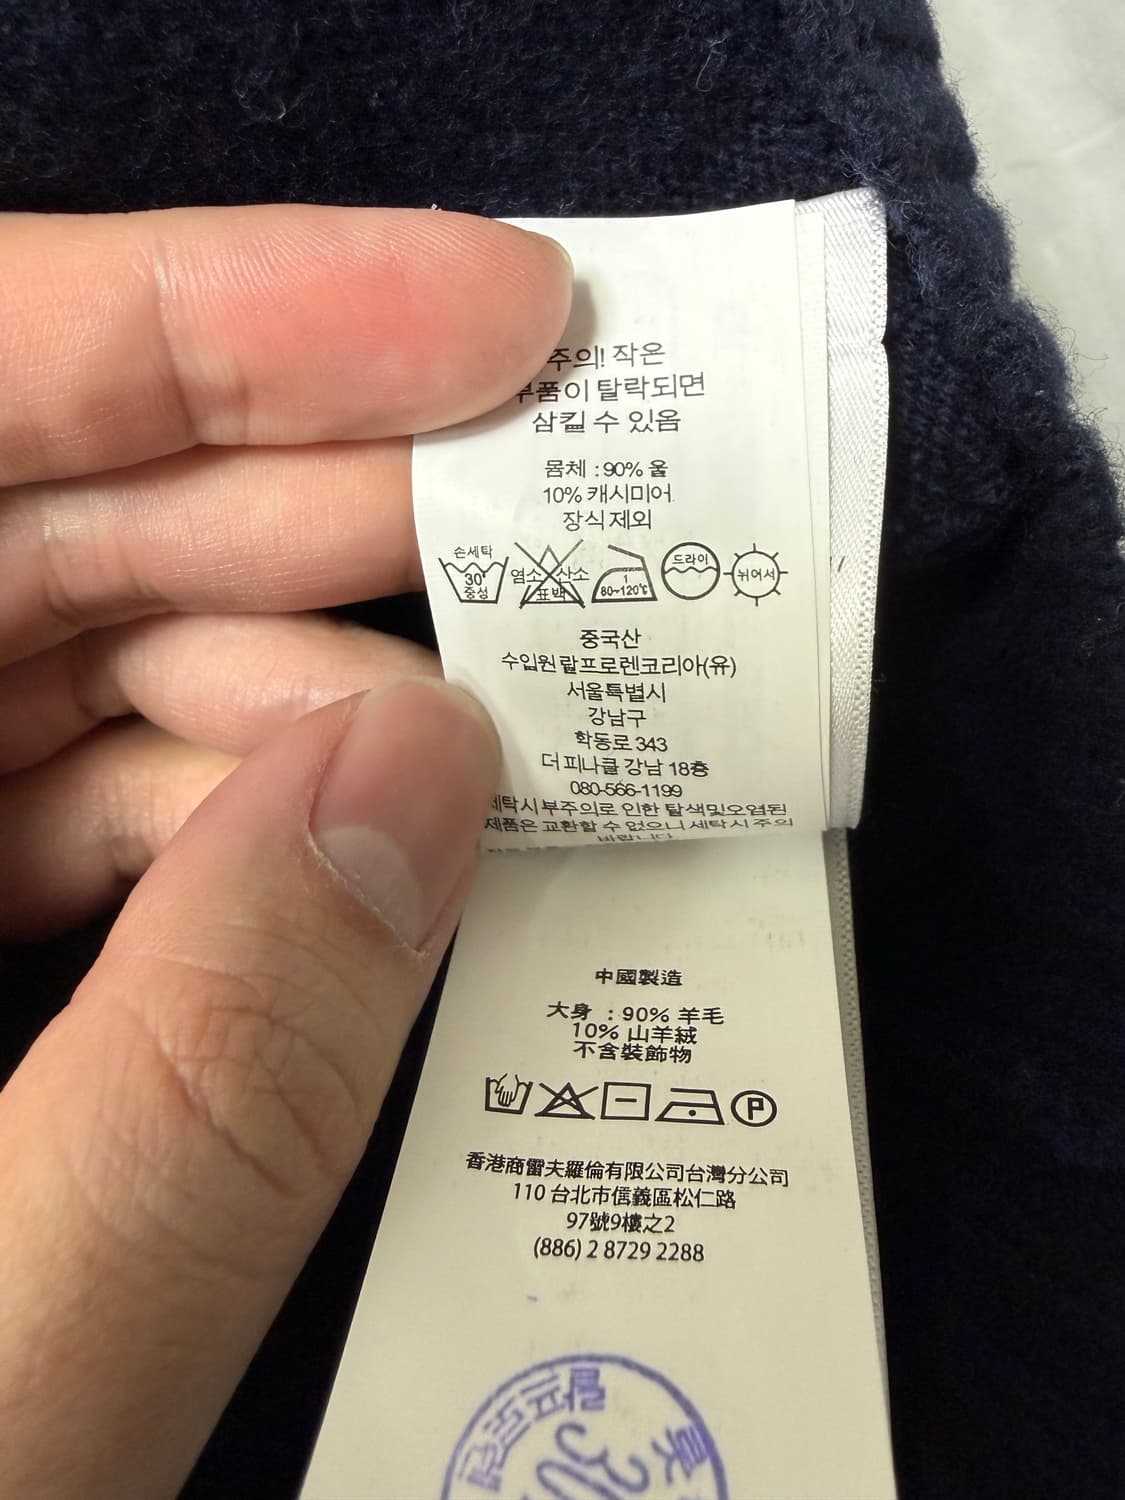 주의! 작은
부품이 탈락되면
삼킬 수 있음
몸체 : 90% 울
10% 캐시미어
장식 제외
손세탁
30°
중성
염소 산소
표백
1
80~120℃
드라이
뉘어서
중국산
수입원 랄프로렌코리아(유)
서울특별시
강남구
학동로 343
더 피나클 강남 18층
080-566-1199
세탁시 부주의로 인한 탈색및오염된
제품은 교환할 수 없으니 세탁시 주의
바랍니다
中國製造
大身 : 90% 羊毛
10% 山羊絨
不含裝飾物
P
香港商雷夫羅倫有限公司台灣分公司
110 台北市信義區松仁路
97號9樓之2
(886) 2 8729 2288